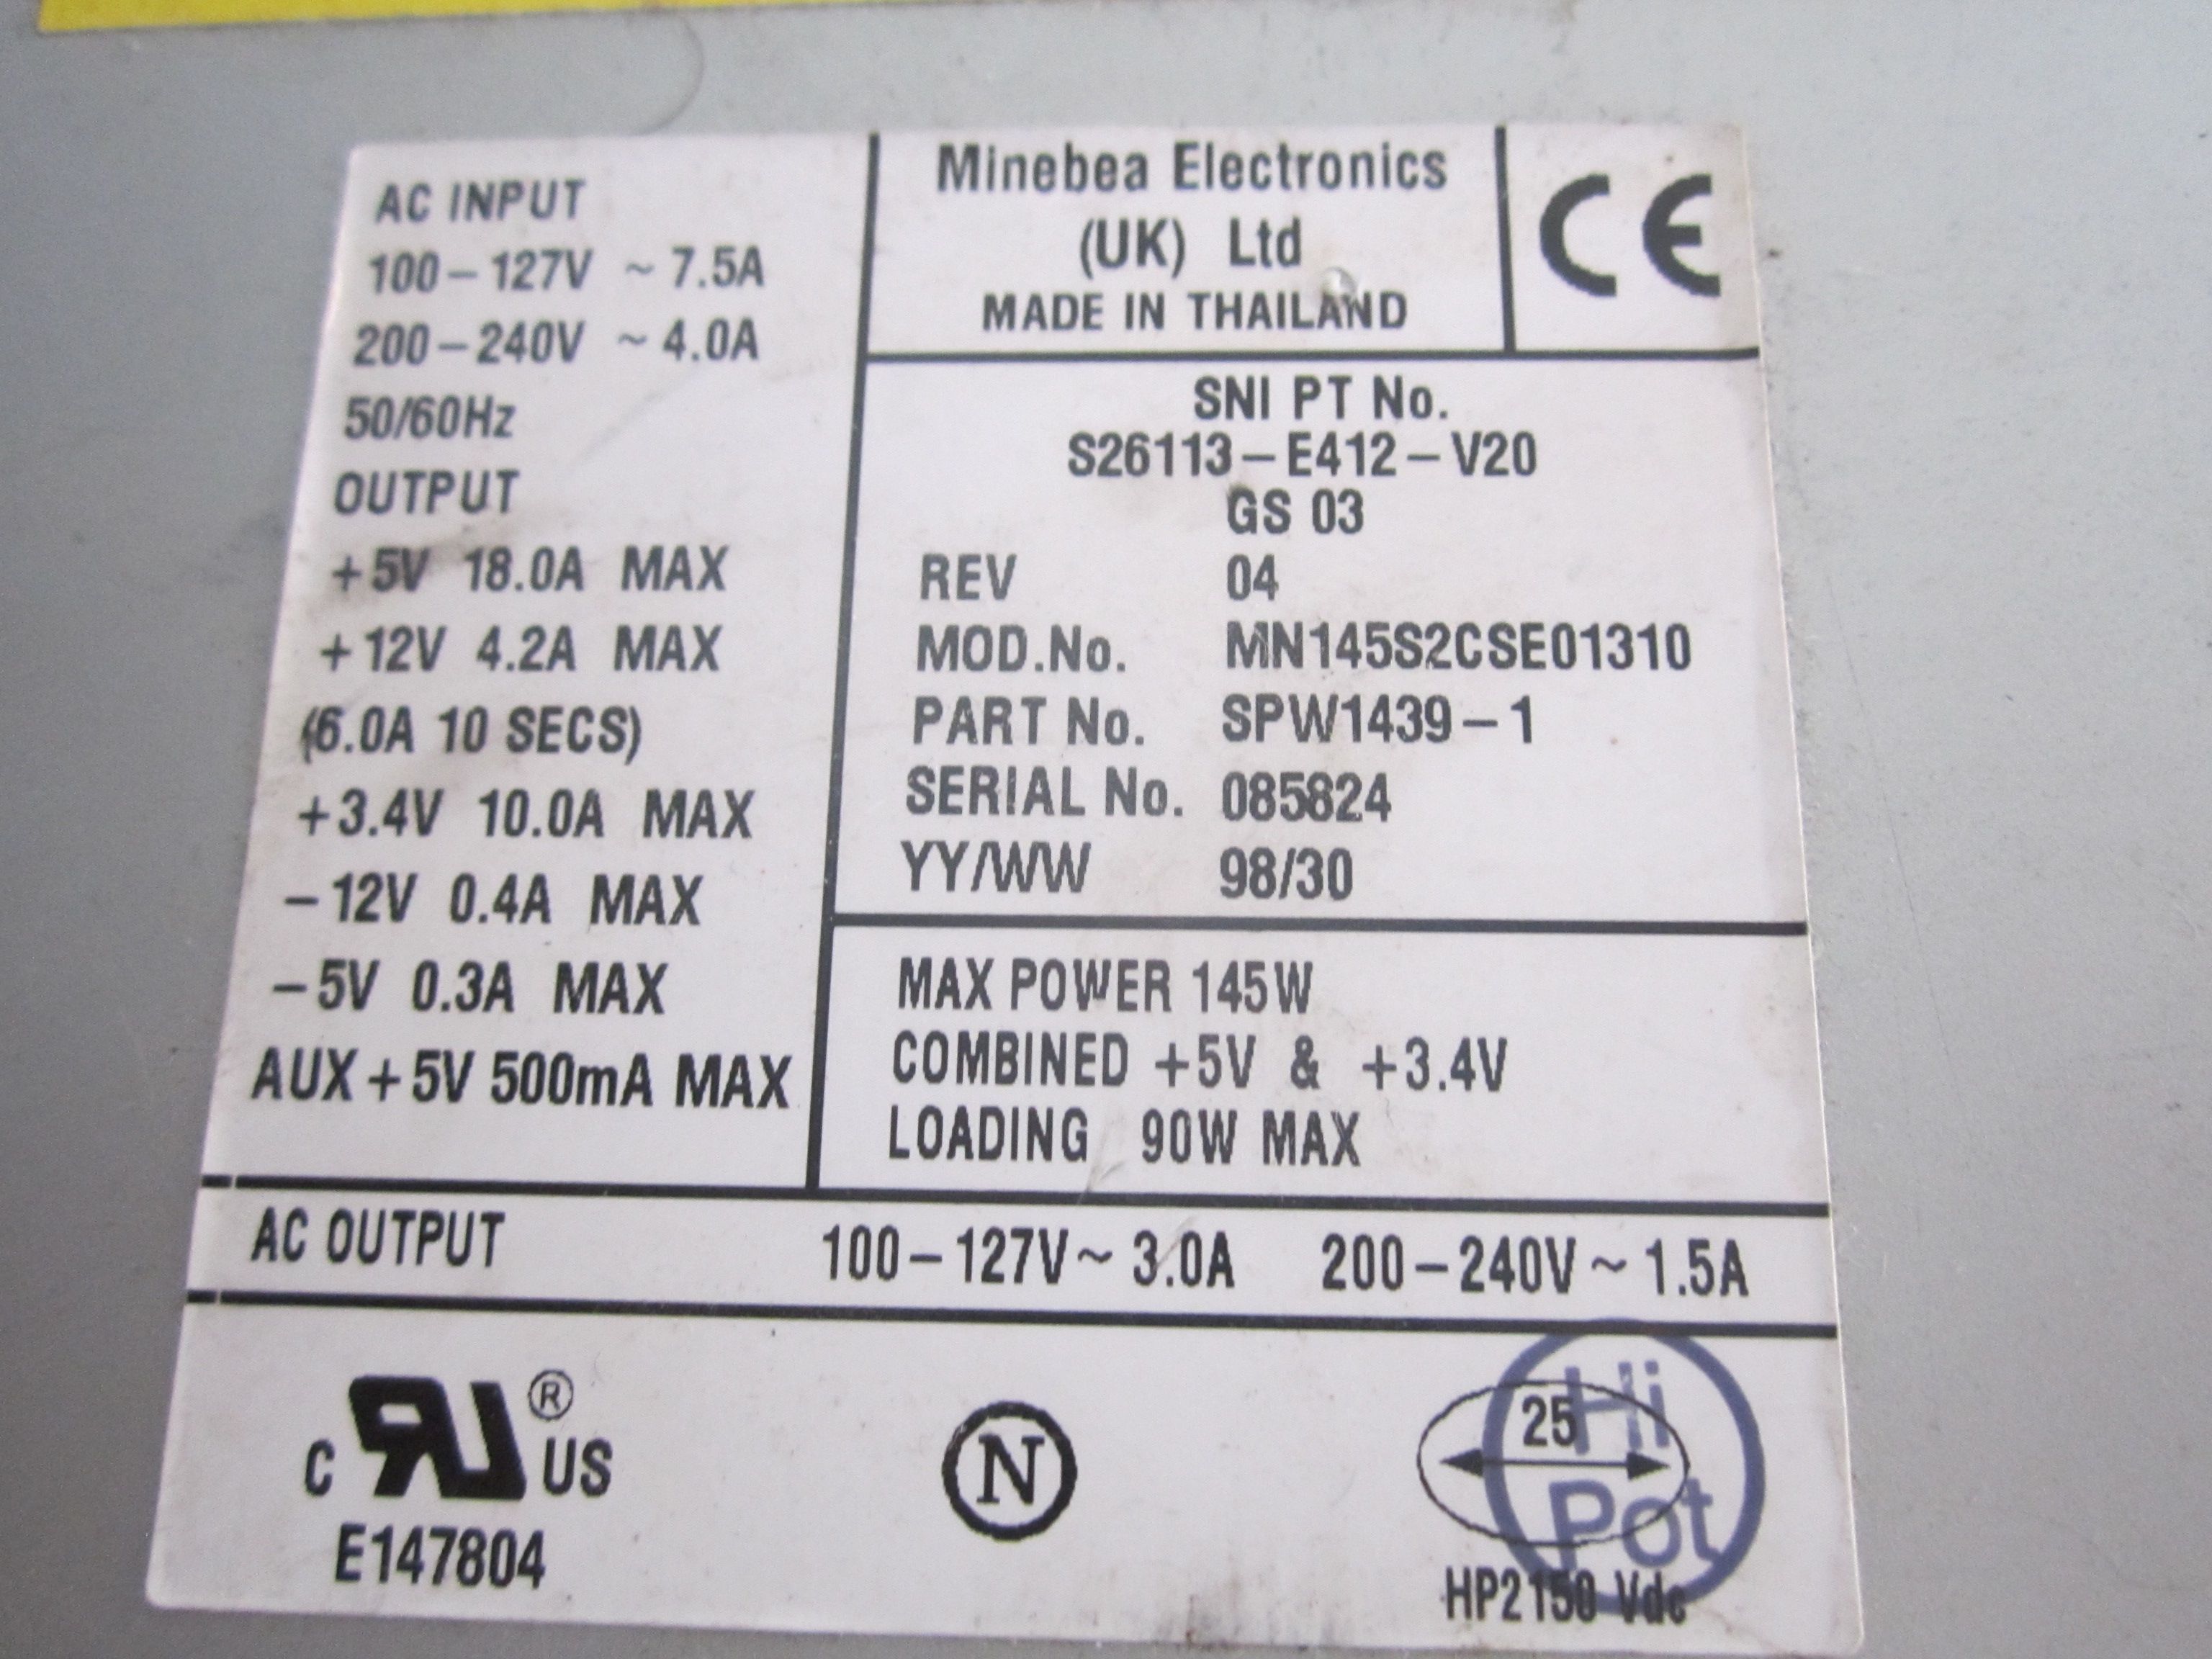 AC INPUT
100–127V ~ 7.5A
200–240V ~ 4.0A
50/60Hz
OUTPUT
+5V 18.0A MAX
+12V 4.2A MAX
(6.0A 10 SECS)
+3.4V 10.0A MAX
–12V 0.4A MAX
–5V 0.3A MAX
AUX+5V 500mA MAX
Minebea Electronics
(UK) Ltd
MADE IN THAILAND
CE
SNI PT No.
S26113–E412–V20
GS 03
REV 04
MOD.No. MN145S2CSE01310
PART No. SPW1439–1
SERIAL No. 085824
YY/WW 98/30
MAX POWER 145W
COMBINED +5V & +3.4V
LOADING 90W MAX
AC OUTPUT 100–127V~ 3.0A 200–240V~1.5A
C RU ® US
E147804
N
25
Hi
Pot
HP2150 Vdc